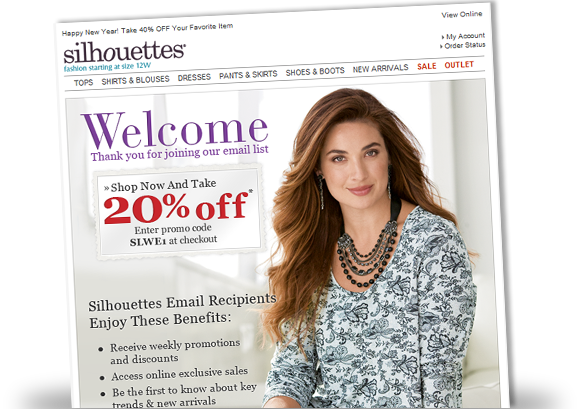 Happy New Year! Take 40% OFF Your Favorite Item
View Online
silhouettes®
fashion starting at size 12W
› My Account
› Order Status
TOPS SHIRTS & BLOUSES DRESSES PANTS & SKIRTS SHOES & BOOTS NEW ARRIVALS SALE OUTLET
Welcome
Thank you for joining our email list
» Shop Now And Take
20% off*
Enter promo code
SLWE1 at checkout
Silhouettes Email Recipients
Enjoy These Benefits:
• Receive weekly promotions
and discounts
• Access online exclusive sales
• Be the first to know about key
trends & new arrivals